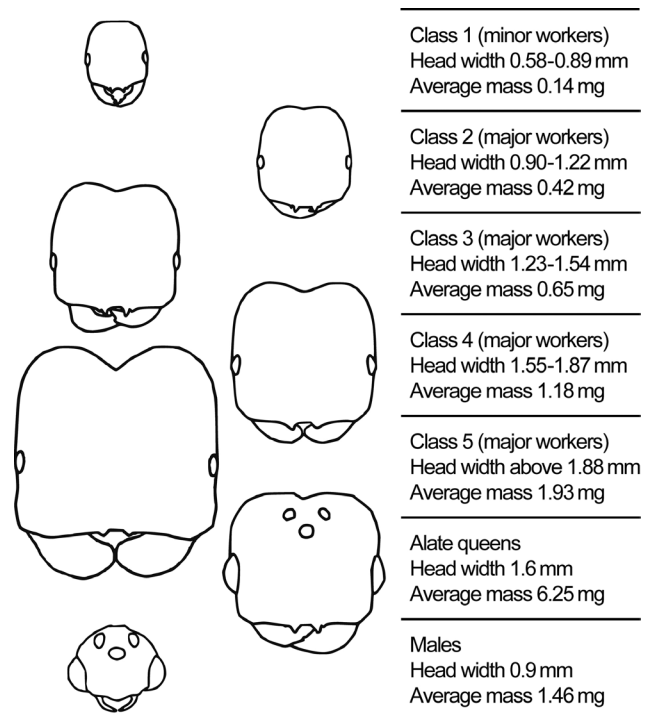 Class 1 (minor workers)
Head width 0.58-0.89 mm
Average mass 0.14 mg
Class 2 (major workers)
Head width 0.90-1.22 mm
Average mass 0.42 mg
Class 3 (major workers)
Head width 1.23-1.54 mm
Average mass 0.65 mg
Class 4 (major workers)
Head width 1.55-1.87 mm
Average mass 1.18 mg
Class 5 (major workers)
Head width above 1.88 mm
Average mass 1.93 mg
Alate queens
Head width 1.6 mm
Average mass 6.25 mg
Males
Head width 0.9 mm
Average mass 1.46 mg